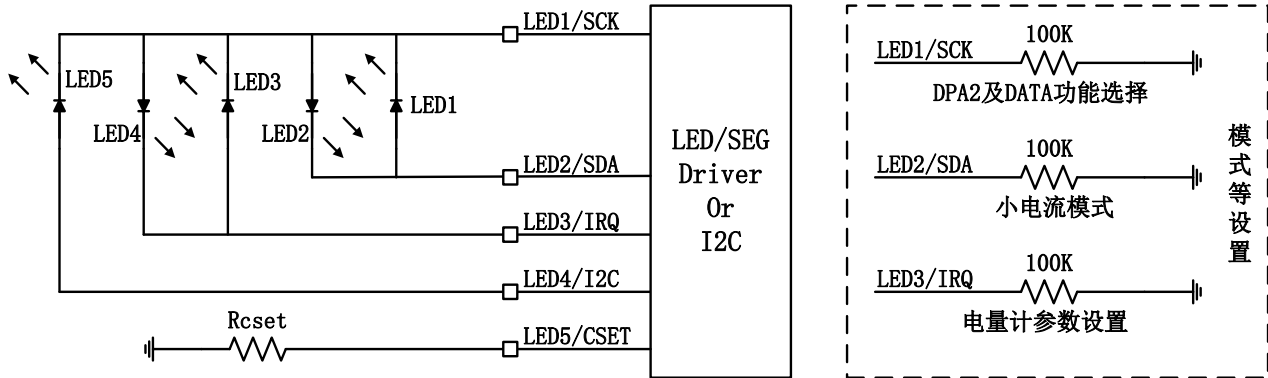 LED1/SCK
LED5
LED3
LED4
LED2
LED1
LED2/SDA
LED3/IRQ
LED4/I2C
Rcset
LED5/CSET
LED/SEG
Driver
Or
I2C
LED1/SCK
100K
DPA2及DATA功能选择
LED2/SDA
100K
小电流模式
LED3/IRQ
100K
电量计参数设置
模式等设置